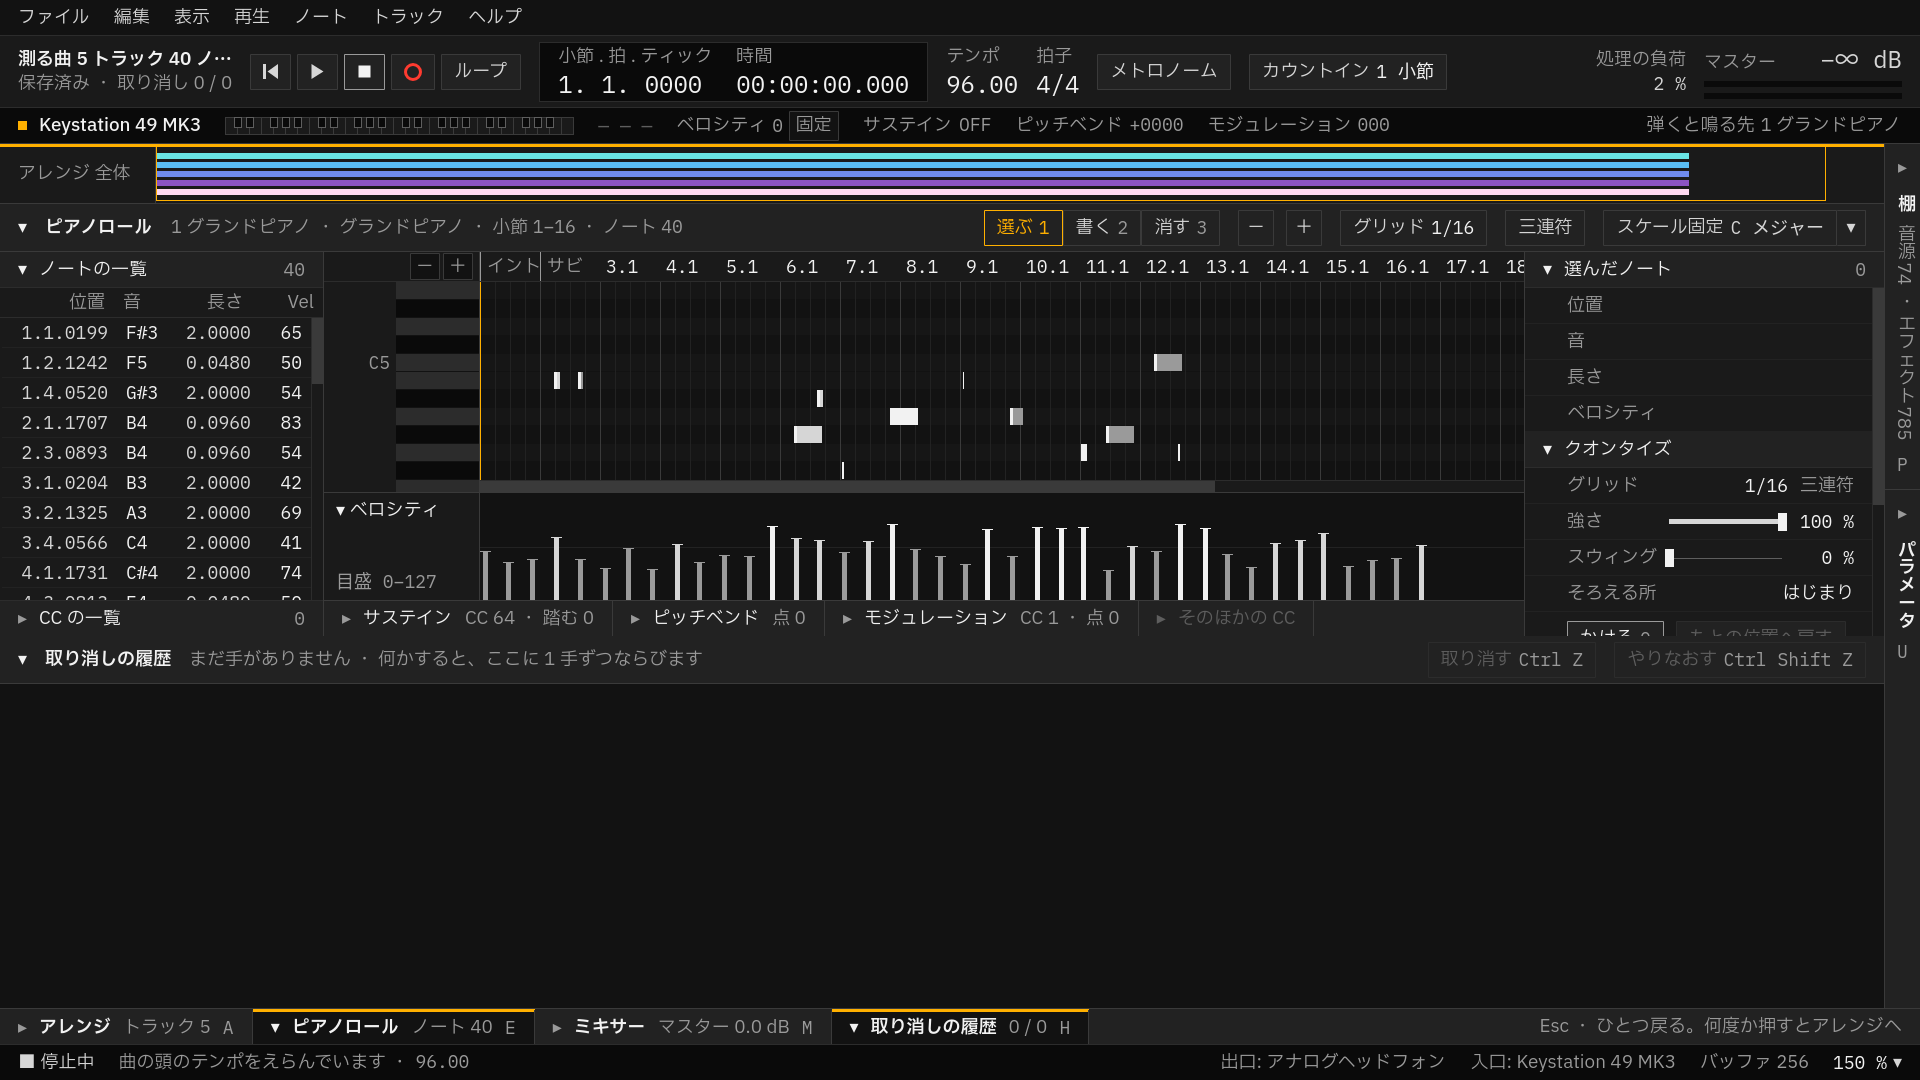 ファイル 編集 表示 再生 ノート トラック ヘルプ
測る曲 5 トラック 40 ノ…
保存済み · 取り消し 0 / 0
ループ
小節 . 拍 . ティック 時間
1. 1. 0000 00:00:00.000
テンポ 拍子
96.00 4/4
メトロノーム
カウントイン 1 小節
処理の負荷
2 %
マスター −∞ dB
Keystation 49 MK3
– – – ベロシティ 0 固定 サステイン OFF ピッチベンド +0000 モジュレーション 000
弾くと鳴る先 1 グランドピアノ
アレンジ 全体
▼ ピアノロール 1 グランドピアノ · グランドピアノ · 小節 1–16 · ノート 40
選ぶ 1 書く 2 消す 3 − + グリッド 1/16 三連符 スケール固定 C メジャー ▼
▼ ノートの一覧 40
位置 音 長さ Vel
1.1.0199 F#3 2.0000 65
1.2.1242 F5 0.0480 50
1.4.0520 G#3 2.0000 54
2.1.1707 B4 0.0960 83
2.3.0893 B4 0.0960 54
3.1.0204 B3 2.0000 42
3.2.1325 A3 2.0000 69
3.4.0566 C4 2.0000 41
4.1.1731 C#4 2.0000 74
▶ CC の一覧 0
− + イント サビ 3.1 4.1 5.1 6.1 7.1 8.1 9.1 10.1 11.1 12.1 13.1 14.1 15.1 16.1 17.1 18
C5
▼ ベロシティ
目盛 0–127
▶ サステイン CC 64 · 踏む 0 ▶ ピッチベンド 点 0 ▶ モジュレーション CC 1 · 点 0 ▶ そのほかの CC
▼ 選んだノート 0
位置
音
長さ
ベロシティ
▼ クオンタイズ
グリッド 1/16 三連符
強さ 100 %
スウィング 0 %
そろえる所 はじまり
▶ 棚 音源 74 · エフェクト 785 P
▶ パラメータ U
▼ 取り消しの履歴 まだ手がありません · 何かすると、ここに 1 手ずつならびます
取り消す Ctrl Z やりなおす Ctrl Shift Z
▶ アレンジ トラック 5 A ▼ ピアノロール ノート 40 E ▶ ミキサー マスター 0.0 dB M ▼ 取り消しの履歴 0 / 0 H
Esc · ひとつ戻る。何度か押すとアレンジへ
■ 停止中 曲の頭のテンポをえらんでいます · 96.00
出口: アナログヘッドフォン 入口: Keystation 49 MK3 バッファ 256 150 % ▼